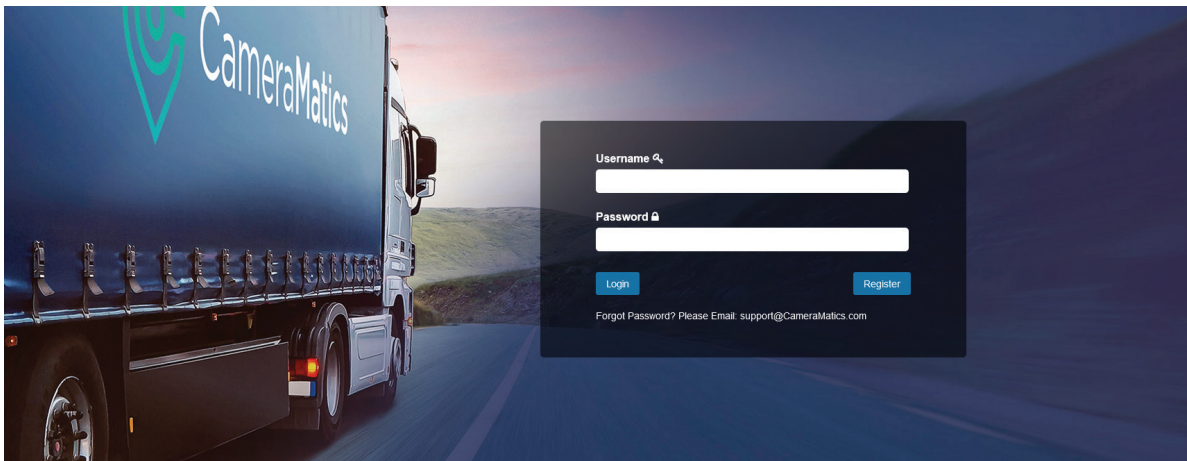 CameraMatics
Username
Password
Login
Register
Forgot Password? Please Email: support@CameraMatics.com